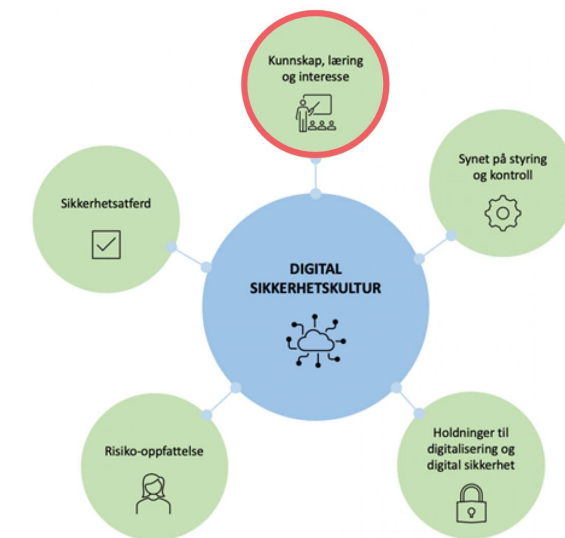 Kunnskap, læring
og interesse
Synet på styring
og kontroll
Sikkerhetsatferd
DIGITAL
SIKKERHETSKULTUR
Risiko-oppfattelse
Holdninger til
digitalisering og
digital sikkerhet